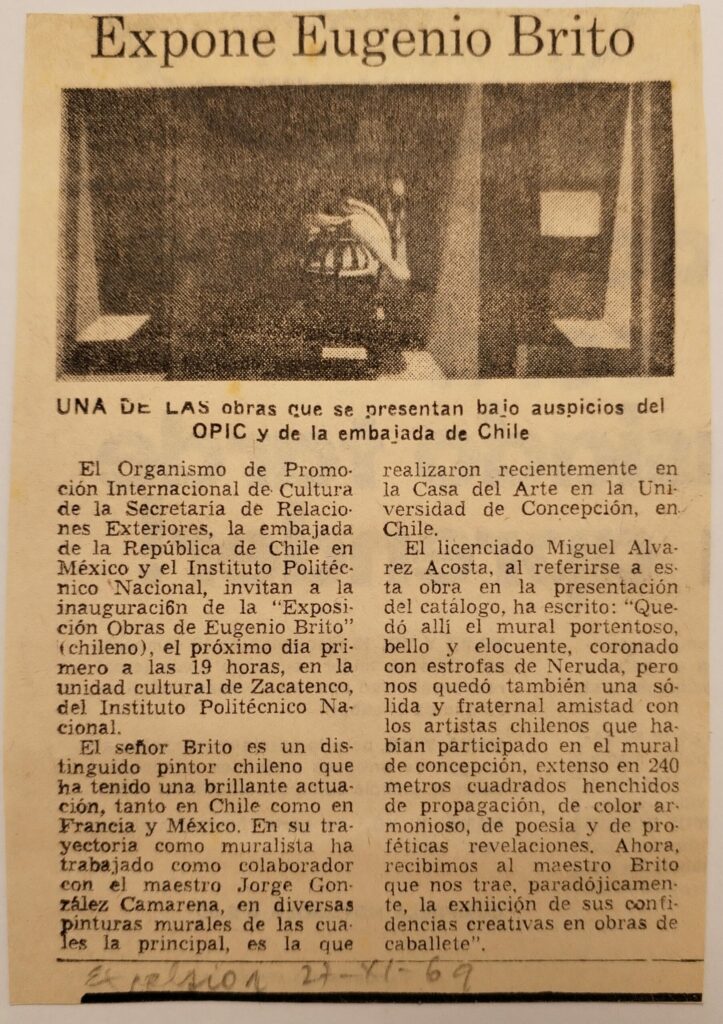 Expone Eugenio Brito
UNA DE LAS obras que se presentan bajo auspicios del
OPIC y de la embajada de Chile
El Organismo de Promo-
ción Internacional de Cultura
de la Secretaria de Relacio-
nes Exteriores, la embajada
de la República de Chile en
México y el Instituto Politéc-
nico Nacional, invitan a la
inauguraci6n de la "Exposi-
ción Obras de Eugenio Brito"
(chileno), el próximo día pri-
mero a las 19 horas, en la
unidad cultural de Zacatenco,
del Instituto Politécnico Na-
cional.
El señor Brito es un dis-
tinguido pintor chileno que
ha tenido una brillante actua-
ción, tanto en Chile como en
Francia y México. En su tra-
yectoria como muralista ha
trabajado como colaborador
con el maestro Jorge Gon-
zález Camarena, en diversas
pinturas murales de las cua-
les la principal, es la que
realizaron recientemente en
la Casa del Arte en la Uni-
versidad de Concepción, en
Chile.
El licenciado Miguel Alva-
rez Acosta, al referirse a es-
ta obra en la presentación
del catálogo, ha escrito: "Que-
dó allí el mural portentoso,
bello y elocuente, coronado
con estrofas de Neruda, pero
nos quedó también una só-
lida y fraternal amistad con
los artistas chilenos que ha-
bían participado en el mural
de concepción, extenso en 240
metros cuadrados henchidos
de propagación, de color ar-
monioso, de poesía y de pro-
féticas revelaciones. Ahora,
recibimos al maestro Brito
que nos trae, paradójicamen-
te, la exhiición de sus confi-
dencias creativas en obras de
caballete".
Excelsior 27-XI-69